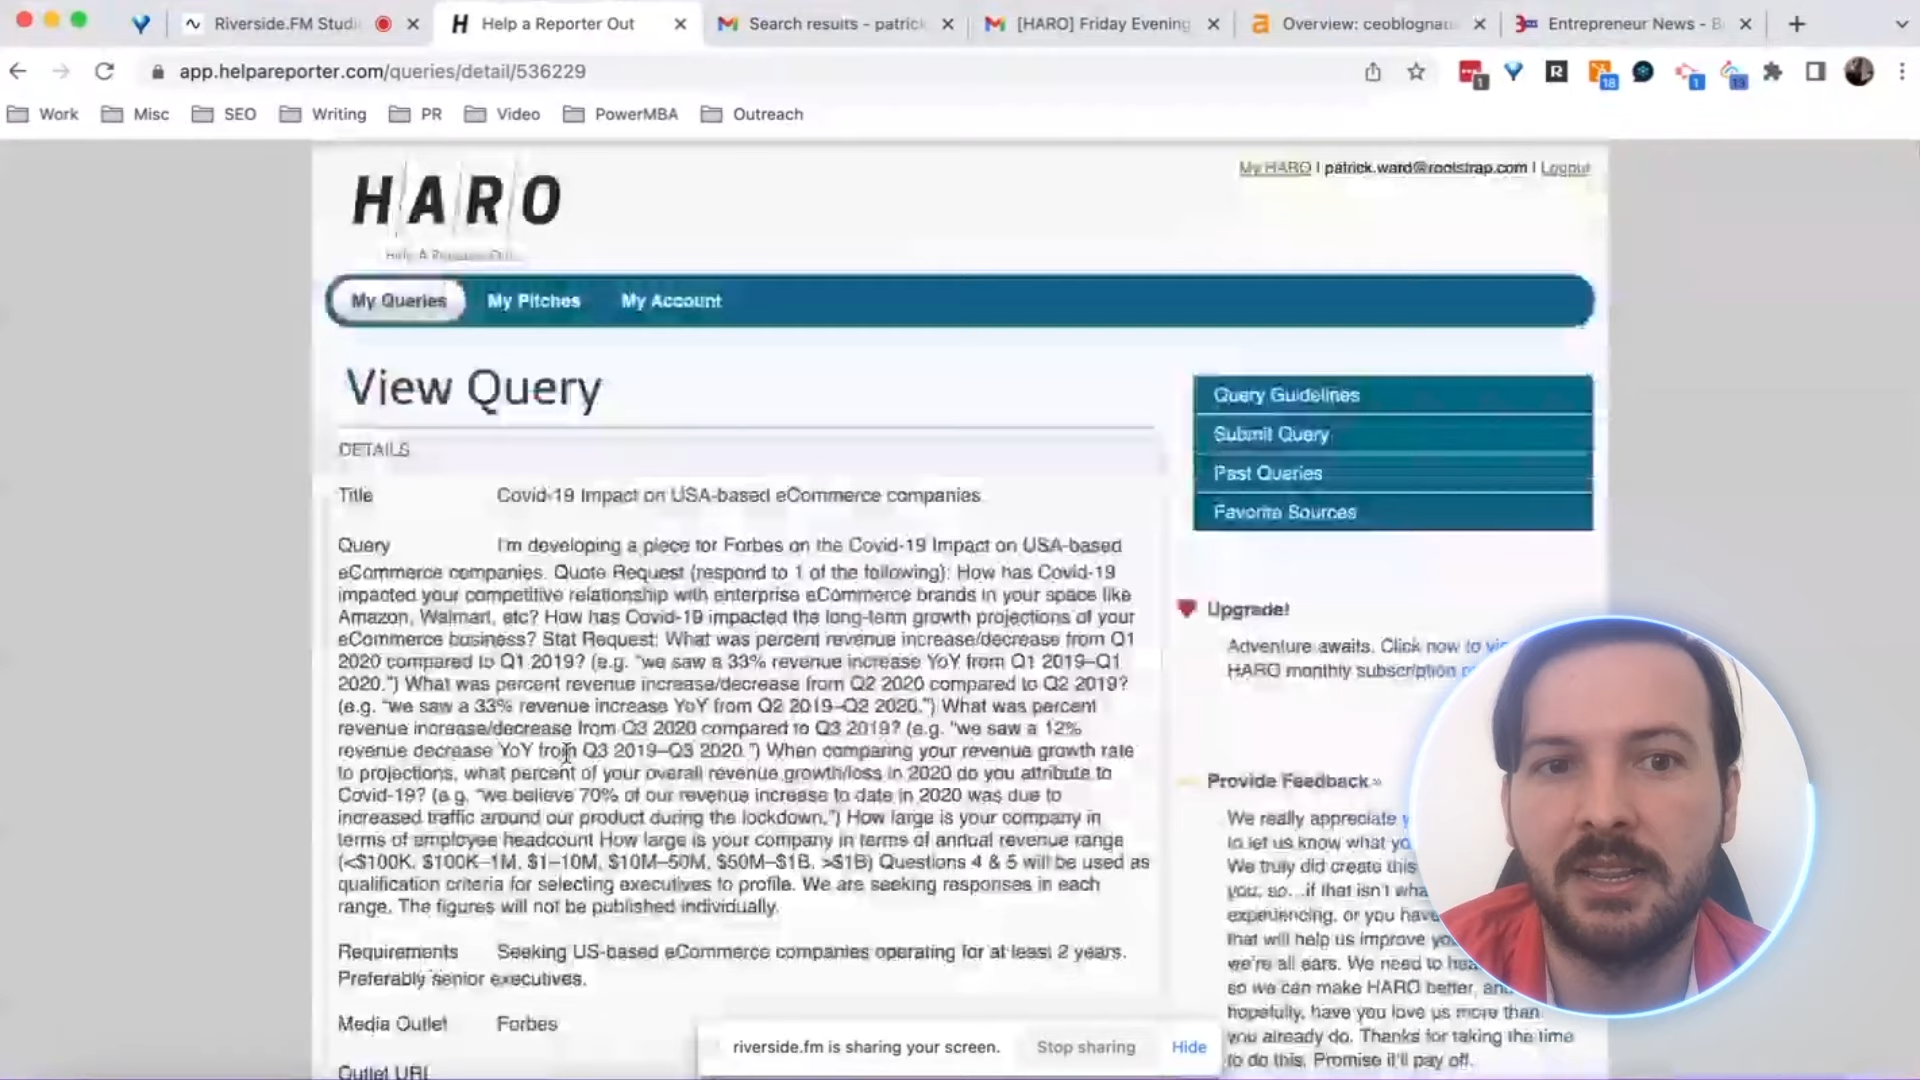 Riverside.FM Studi
Help a Reporter Out
Search results - patrick
[HARO] Friday Evening
Overview: ceoblognat
Entrepreneur News - B
app.helpareporter.com/queries/detail/536229
1
R
18
1
13
Work
Misc
SEO
Writing
PR
Video
PowerMBA
Outreach
HARO
Help A Reporter Out
My HARO | patrick.ward@rootstrap.com | Logout
My Queries
My Pitches
My Account
View Query
DETAILS
Title Covid-19 Impact on USA-based eCommerce companies
Query I'm developing a piece for Forbes on the Covid-19 Impact on USA-based
eCommerce companies. Quote Request (respond to 1 of the following): How has Covid-19
impacted your competitive relationship with enterprise eCommerce brands in your space like
Amazon, Walmart, etc? How has Covid-19 impacted the long-term growth projections of your
eCommerce business? Stat Request: What was percent revenue increase/decrease from Q1
2020 compared to Q1 2019? (e.g. "we saw a 33% revenue increase YoY from Q1 2019–Q1
2020.") What was percent revenue increase/decrease from Q2 2020 compared to Q2 2019?
(e.g. "we saw a 33% revenue increase YoY from Q2 2019–Q2 2020.") What was percent
revenue increase/decrease from Q3 2020 compared to Q3 2019? (e.g. "we saw a 12%
revenue decrease YoY from Q3 2019–Q3 2020.") When comparing your revenue growth rate
to projections, what percent of your overall revenue growth/loss in 2020 do you attribute to
Covid-19? (e.g. "we believe 70% of our revenue increase to date in 2020 was due to
increased traffic around our product during the lockdown.") How large is your company in
terms of employee headcount How large is your company in terms of annual revenue range
(<$100K, $100K–1M, $1–10M, $10M–50M, $50M–$1B, >$1B) Questions 4 & 5 will be used as
qualification criteria for selecting executives to profile. We are seeking responses in each
range. The figures will not be published individually.
Requirements Seeking US-based eCommerce companies operating for at least 2 years.
Preferably senior executives.
Media Outlet Forbes
Outlet URL
Query Guidelines
Submit Query
Past Queries
Favorite Sources
Upgrade!
Adventure awaits. Click now to vie
HARO monthly subscription
Provide Feedback »
We really appreciate y
to let us know what yo
We truly did create this
you, so...if that isn't wha
experiencing, or you have
that will help us improve yo
we're all ears. We need to hea
so we can make HARO better, and
hopefully, have you love us more than
you already do. Thanks for taking the time
to do this. Promise it'll pay off.
riverside.fm is sharing your screen.
Stop sharing
Hide